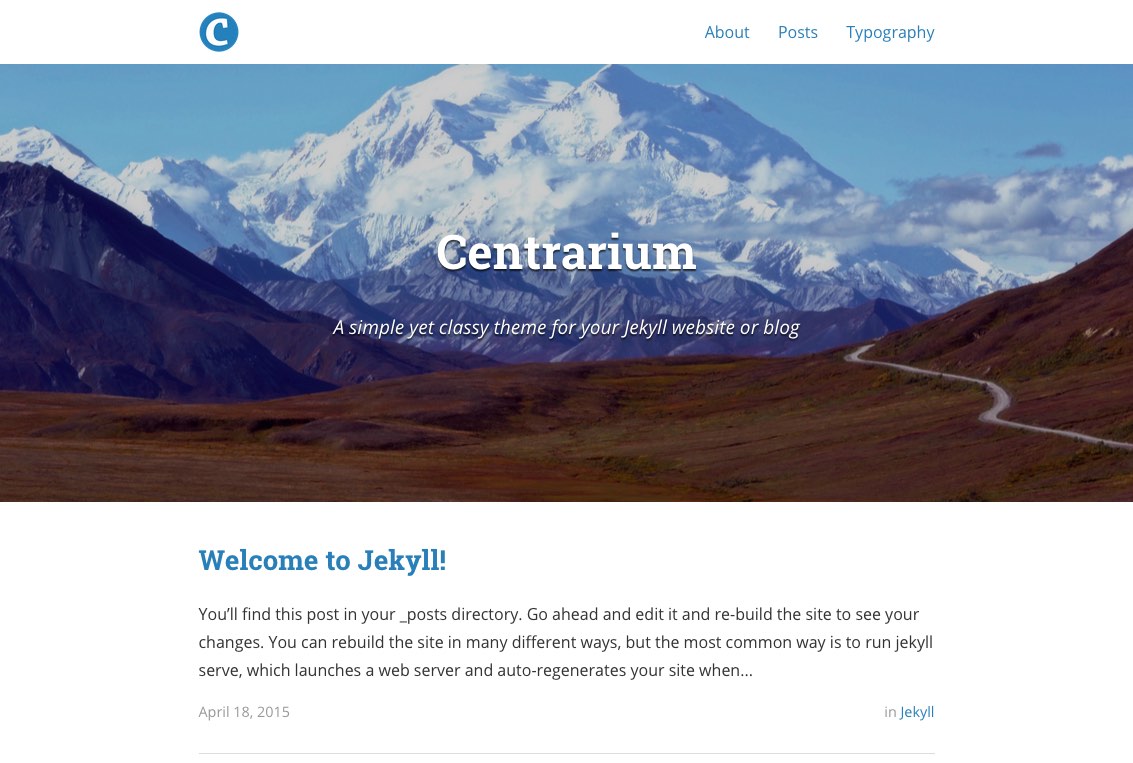 C
About Posts Typography
Centrarium
A simple yet classy theme for your Jekyll website or blog
Welcome to Jekyll!
You’ll find this post in your _posts directory. Go ahead and edit it and re-build the site to see your
changes. You can rebuild the site in many different ways, but the most common way is to run jekyll
serve, which launches a web server and auto-regenerates your site when...
April 18, 2015 in Jekyll